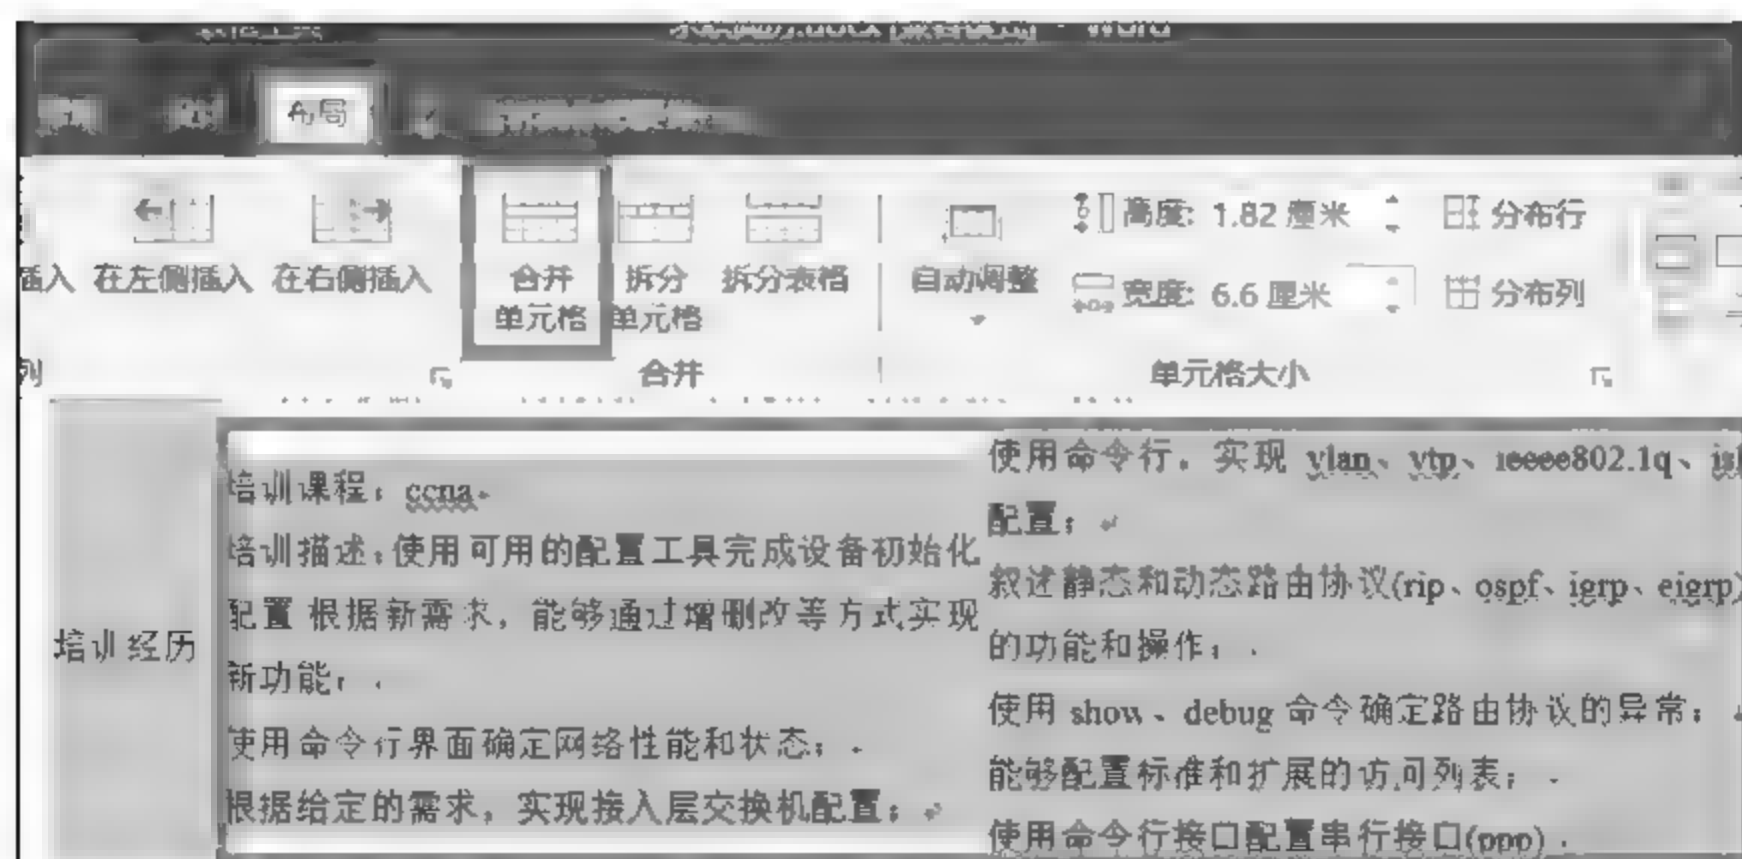 布局
高度: 1.82 厘米
分布行
插入 在左侧插入 在右侧插入
合并
单元格
拆分
单元格
拆分表格
自动调整
宽度: 6.6 厘米
分布列
列
合并
单元格大小
培训经历
培训课程：ccna
培训描述：使用可用的配置工具完成设备初始化
配置 根据新需求，能够通过增删改等方式实现
新功能；
使用命令行界面确定网络性能和状态；
根据给定的需求，实现接入层交换机配置；
使用命令行，实现 vlan、vtp、ieeee802.1q、isl
配置；
叙述静态和动态路由协议(rip、ospf、igrp、eigrp)
的功能和操作；
使用 show、debug 命令确定路由协议的异常；
能够配置标准和扩展的访问列表；
使用命令行接口配置串行接口(ppp)